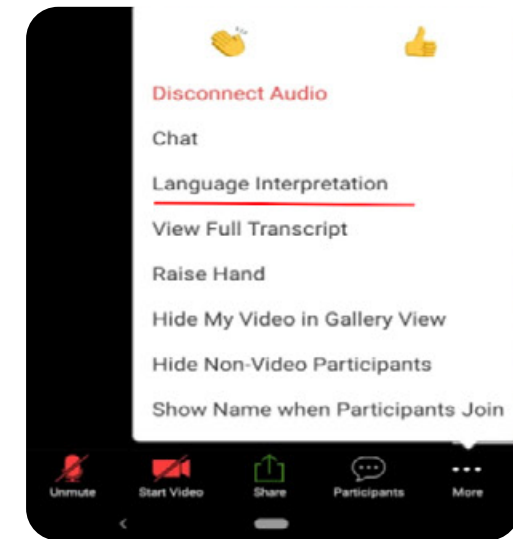 Disconnect Audio
Chat
Language Interpretation
View Full Transcript
Raise Hand
Hide My Video in Gallery View
Hide Non-Video Participants
Show Name when Participants Join
Unmute Start Video Share Participants More